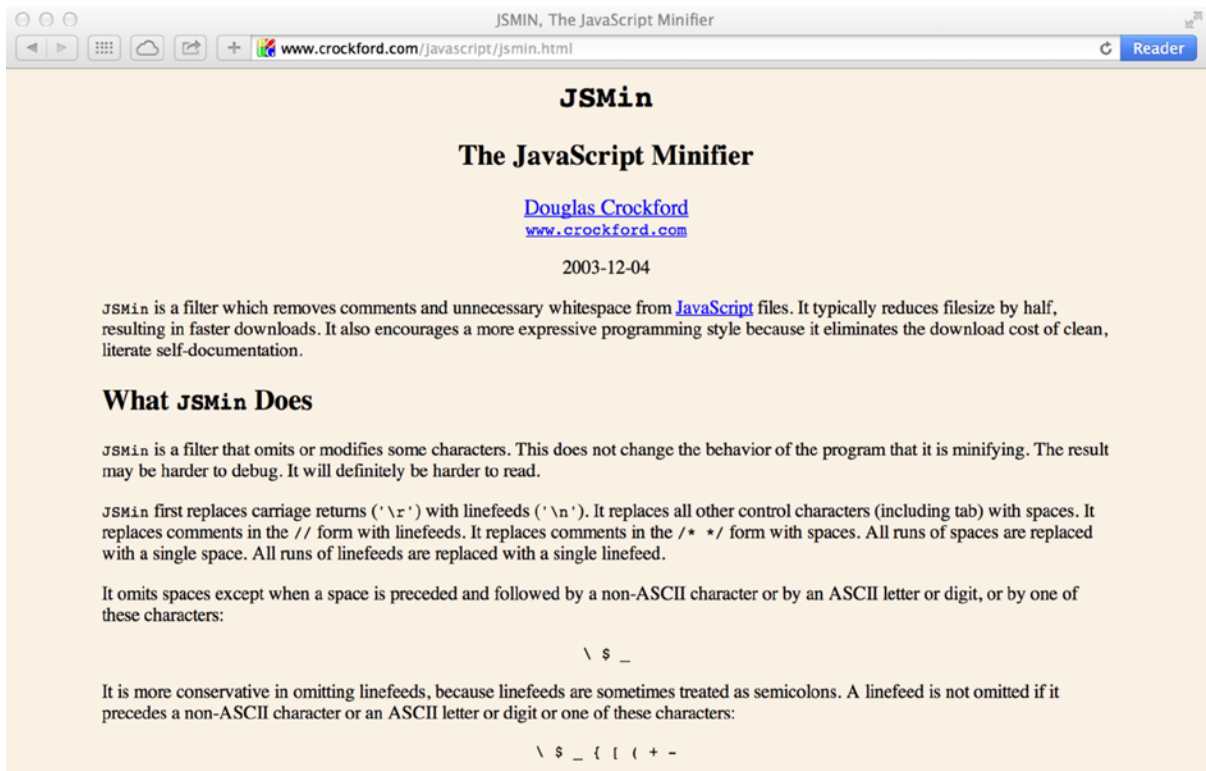 JSMIN, The JavaScript Minifier
www.crockford.com/javascript/jsmin.html
Reader
JSMin
The JavaScript Minifier
Douglas Crockford
www.crockford.com
2003-12-04
JSMin is a filter which removes comments and unnecessary whitespace from JavaScript files. It typically reduces filesize by half,
resulting in faster downloads. It also encourages a more expressive programming style because it eliminates the download cost of clean,
literate self-documentation.
What JSMin Does
JSMin is a filter that omits or modifies some characters. This does not change the behavior of the program that it is minifying. The result
may be harder to debug. It will definitely be harder to read.
JSMin first replaces carriage returns ('\r') with linefeeds ('\n'). It replaces all other control characters (including tab) with spaces. It
replaces comments in the // form with linefeeds. It replaces comments in the /* */ form with spaces. All runs of spaces are replaced
with a single space. All runs of linefeeds are replaced with a single linefeed.
It omits spaces except when a space is preceded and followed by a non-ASCII character or by an ASCII letter or digit, or by one of
these characters:
\ $ _
It is more conservative in omitting linefeeds, because linefeeds are sometimes treated as semicolons. A linefeed is not omitted if it
precedes a non-ASCII character or an ASCII letter or digit or one of these characters:
\ $ _ { [ ( + -